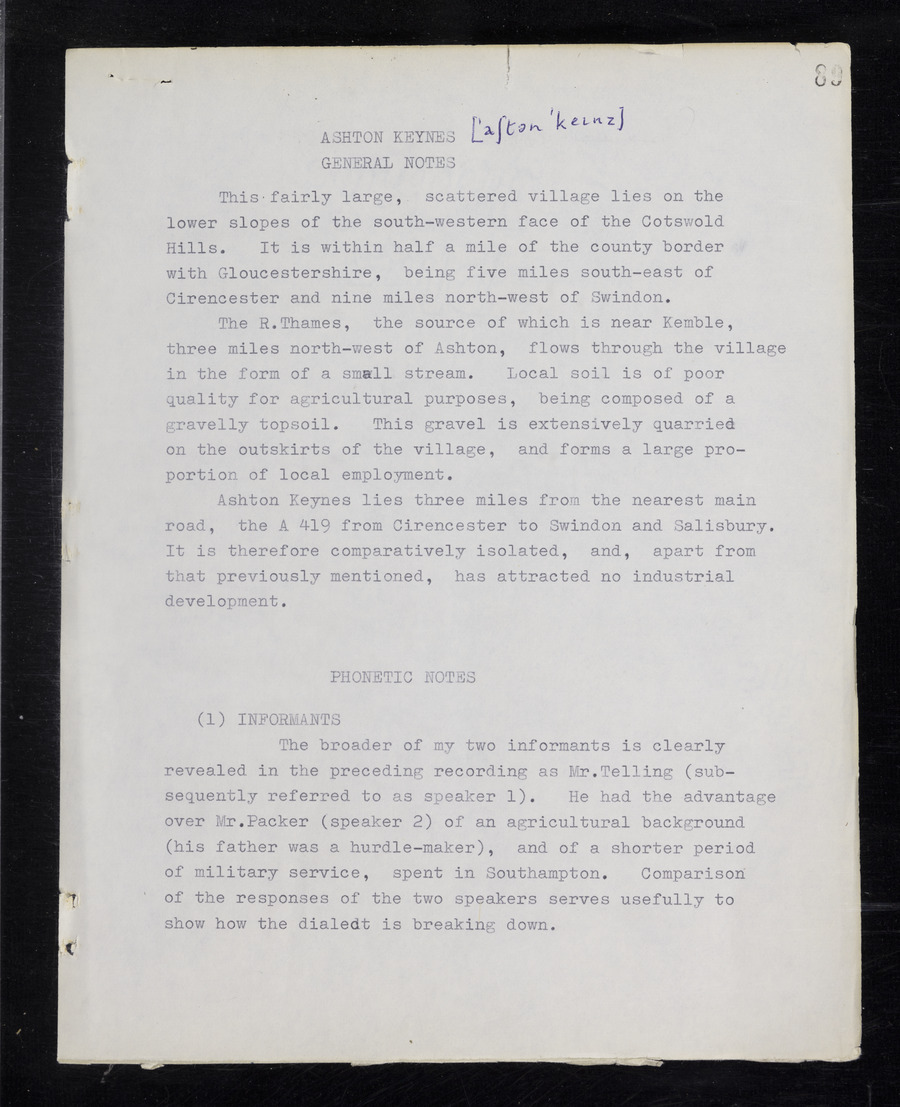 89
ASHTON KEYNES ['aʃtən 'keɪnz]
GENERAL NOTES
This fairly large, scattered village lies on the
lower slopes of the south-western face of the Cotswold
Hills. It is within half a mile of the county border
with Gloucestershire, being five miles south-east of
Cirencester and nine miles north-west of Swindon.
The R.Thames, the source of which is near Kemble,
three miles north-west of Ashton, flows through the village
in the form of a small stream. Local soil is of poor
quality for agricultural purposes, being composed of a
gravelly topsoil. This gravel is extensively quarried
on the outskirts of the village, and forms a large pro-
portion of local employment.
Ashton Keynes lies three miles from the nearest main
road, the A 419 from Cirencester to Swindon and Salisbury.
It is therefore comparatively isolated, and, apart from
that previously mentioned, has attracted no industrial
development.
PHONETIC NOTES
(1) INFORMANTS
The broader of my two informants is clearly
revealed in the preceding recording as Mr.Telling (sub-
sequently referred to as speaker 1). He had the advantage
over Mr.Packer (speaker 2) of an agricultural background
(his father was a hurdle-maker), and of a shorter period
of military service, spent in Southampton. Comparison
of the responses of the two speakers serves usefully to
show how the dialedt is breaking down.